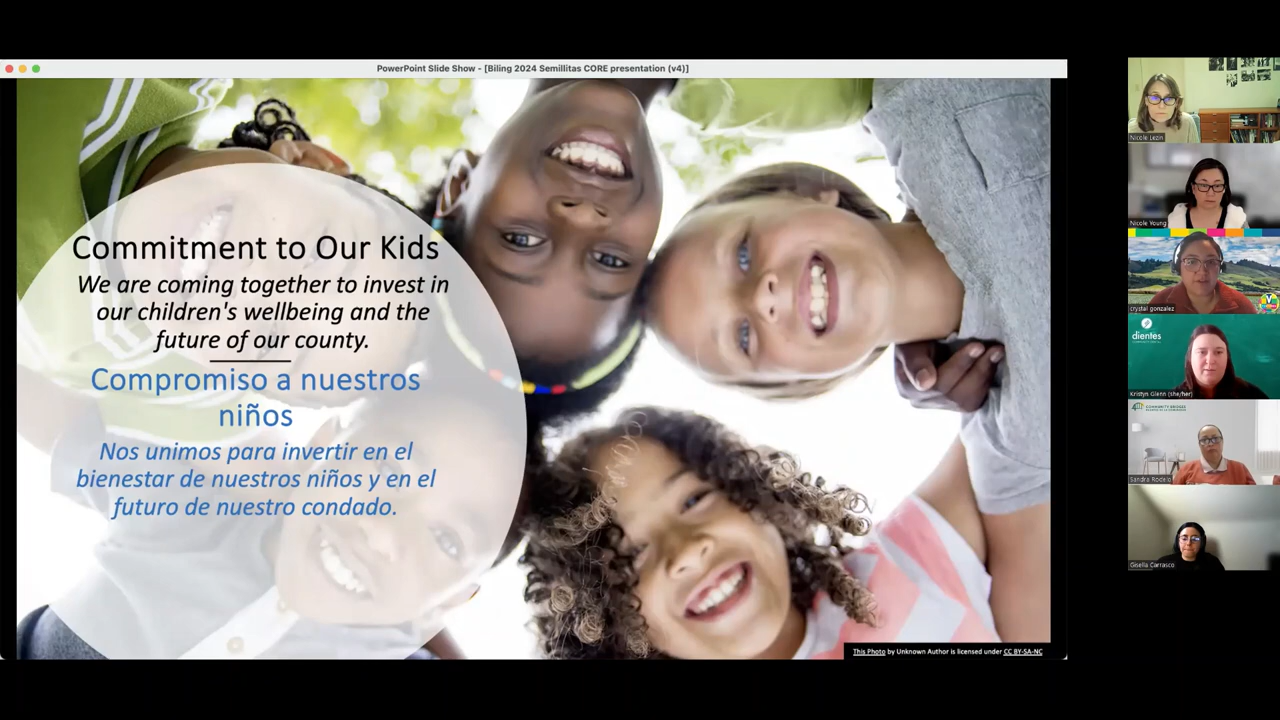 PowerPoint Slide Show - [Biling 2024 Semillitas CORE presentation (v4)]
Commitment to Our Kids
We are coming together to invest in
our children's wellbeing and the
future of our county.
Compromiso a nuestros
niños
Nos unimos para invertir en el
bienestar de nuestros niños y en el
futuro de nuestro condado.
This Photo by Unknown Author is licensed under CC BY-SA-NC
Nicole Lezin
Nicole Young
crystal gonzalez
dientes
Kristyn Glenn (she/her)
COMMUNITY BRIDGES
Gisella Carrasco